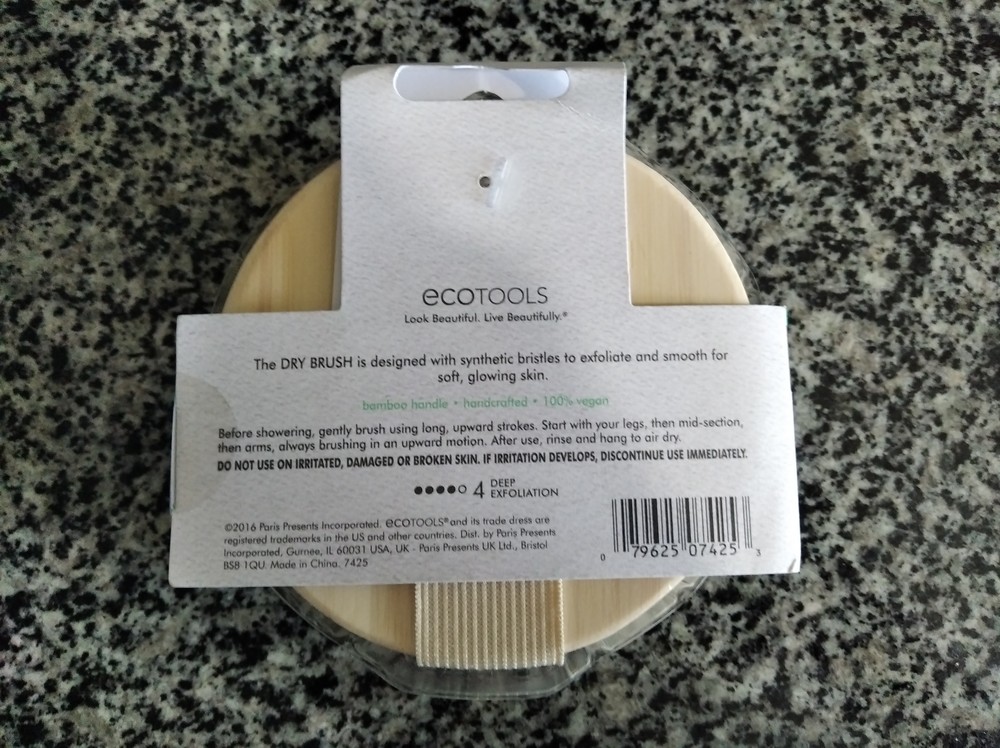 ecoTOOLS
Look Beautiful. Live Beautifully.®
The DRY BRUSH is designed with synthetic bristles to exfoliate and smooth for
soft, glowing skin.
bamboo handle • handcrafted • 100% vegan
Before showering, gently brush using long, upward strokes. Start with your legs, then mid-section,
then arms, always brushing in an upward motion. After use, rinse and hang to air dry.
DO NOT USE ON IRRITATED, DAMAGED OR BROKEN SKIN. IF IRRITATION DEVELOPS, DISCONTINUE USE IMMEDIATELY.
4 DEEP
EXFOLIATION
©2016 Paris Presents Incorporated. ecoTOOLS® and its trade dress are
registered trademarks in the US and other countries. Dist. by Paris Presents
Incorporated, Gurnee, IL 60031 USA, UK - Paris Presents UK Ltd., Bristol
BS8 1QU. Made in China. 7425
0 79625 07425 3